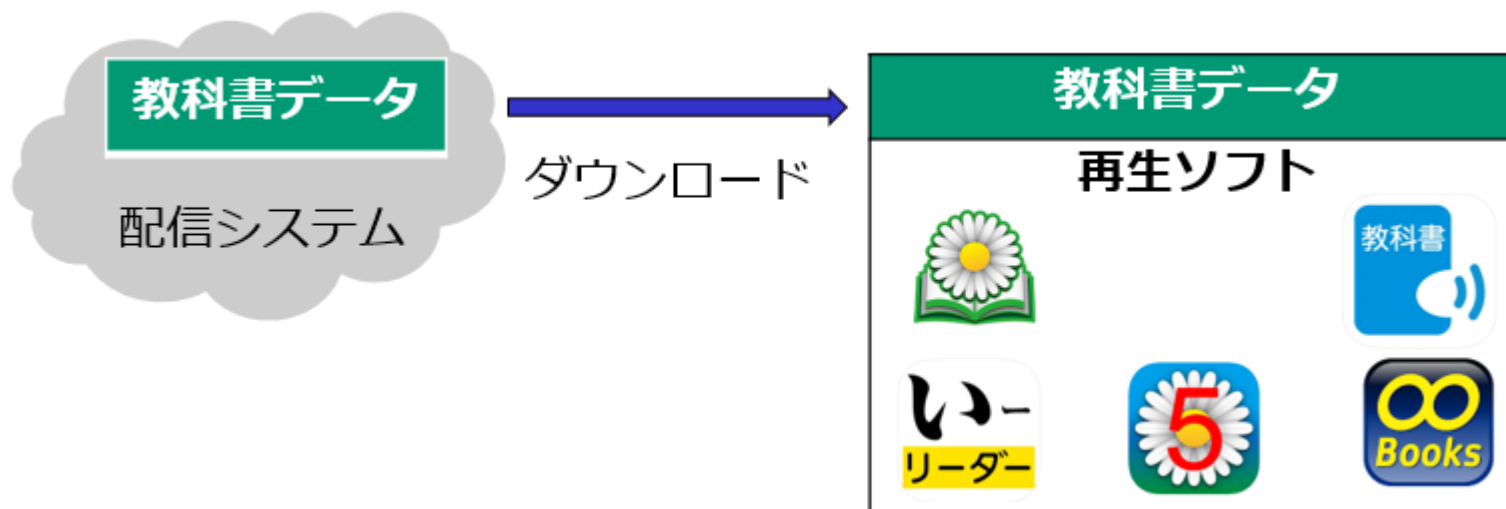 教科書データ
配信システム
ダウンロード
教科書データ
再生ソフト
教科書
いー
リーダー
5
∞
Books